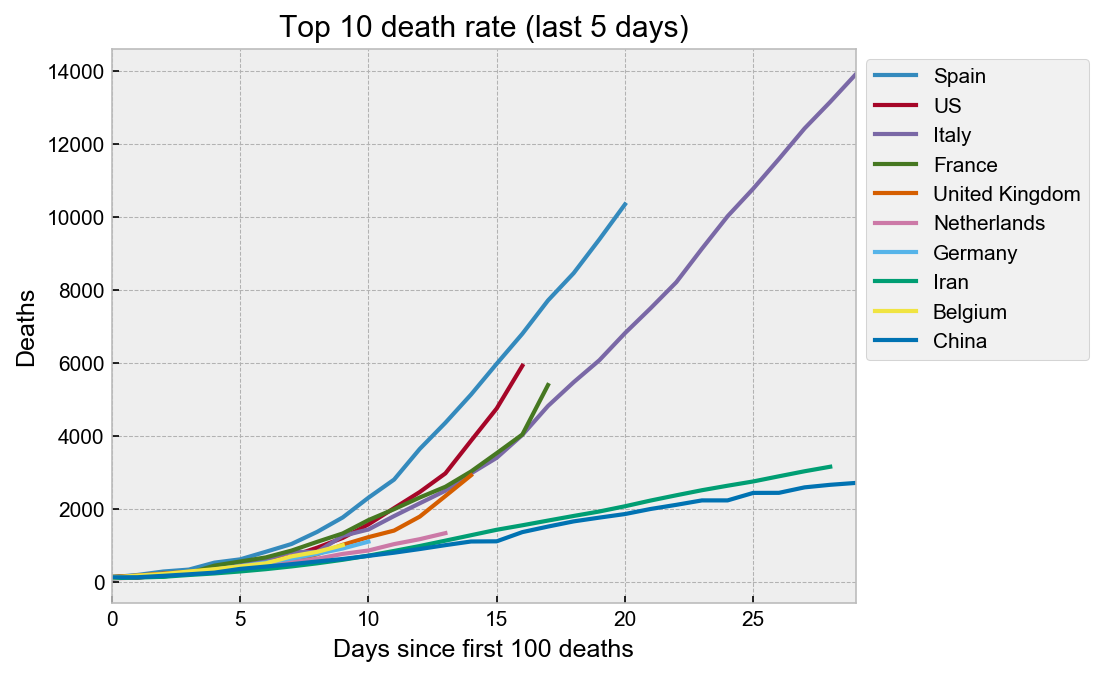 Top 10 death rate (last 5 days)
14000
12000
10000
8000
6000
4000
2000
0
Deaths
0 5 10 15 20 25
Days since first 100 deaths
Spain
US
Italy
France
United Kingdom
Netherlands
Germany
Iran
Belgium
China